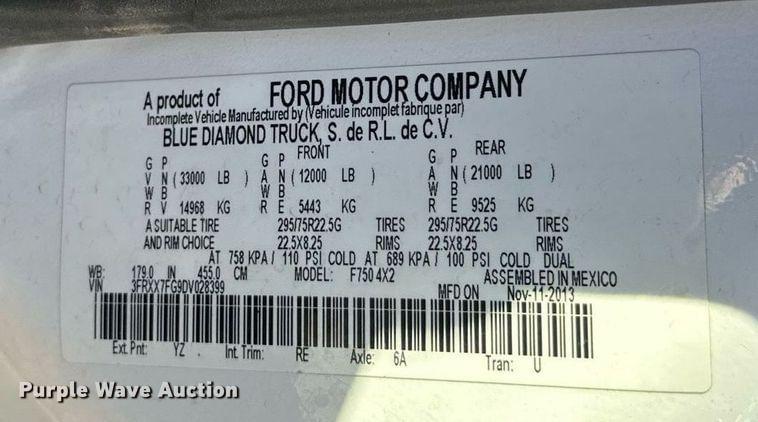 A product of FORD MOTOR COMPANY
Incomplete Vehicle Manufactured by (Vehicule incomplet fabrique par)
BLUE DIAMOND TRUCK, S. de R.L. de C.V.
FRONT REAR
G P G P G P
V N ( 33000 LB ) A N ( 12000 LB ) A N ( 21000 LB )
W B W B W B
R V 14968 KG R E 5443 KG R E 9525 KG
A SUITABLE TIRE 295/75R22.5G TIRES 295/75R22.5G TIRES
AND RIM CHOICE 22.5X8.25 RIMS 22.5X8.25 RIMS
AT 758 KPA / 110 PSI COLD AT 689 KPA / 100 PSI COLD DUAL
WB: 179.0 IN 455.0 CM MODEL: F750 4X2 ASSEMBLED IN MEXICO
VIN 3FRXX7FG9DV028399 MFD ON Nov-11-2013
Ext. Pnt: YZ . Int. Trim: RE Axle: 6A Tran: U
Purple Wave Auction